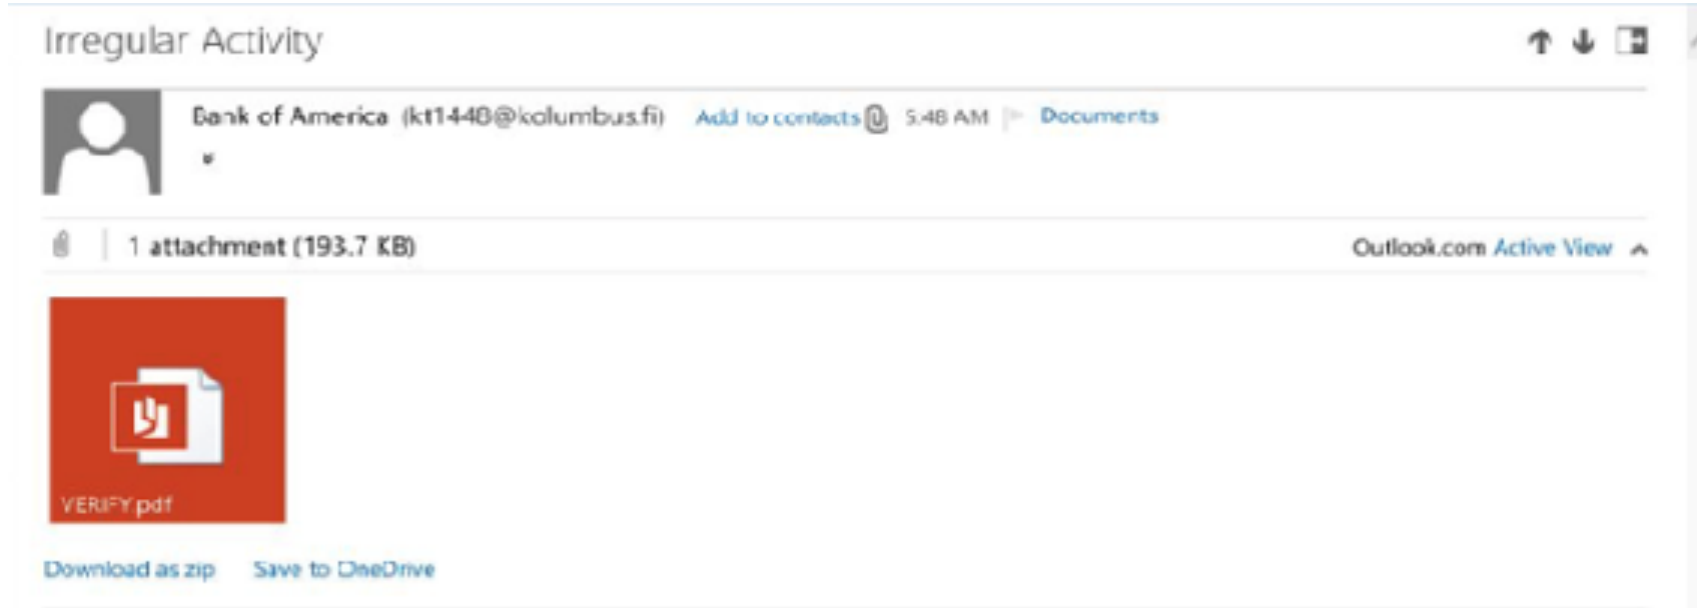 Irregular Activity
Bank of America (kt1448@kolumbus.fi) Add to contacts 5:48 AM Documents
1 attachment (193.7 KB) Outlook.com Active View
VERIFY.pdf
Download as zip Save to OneDrive